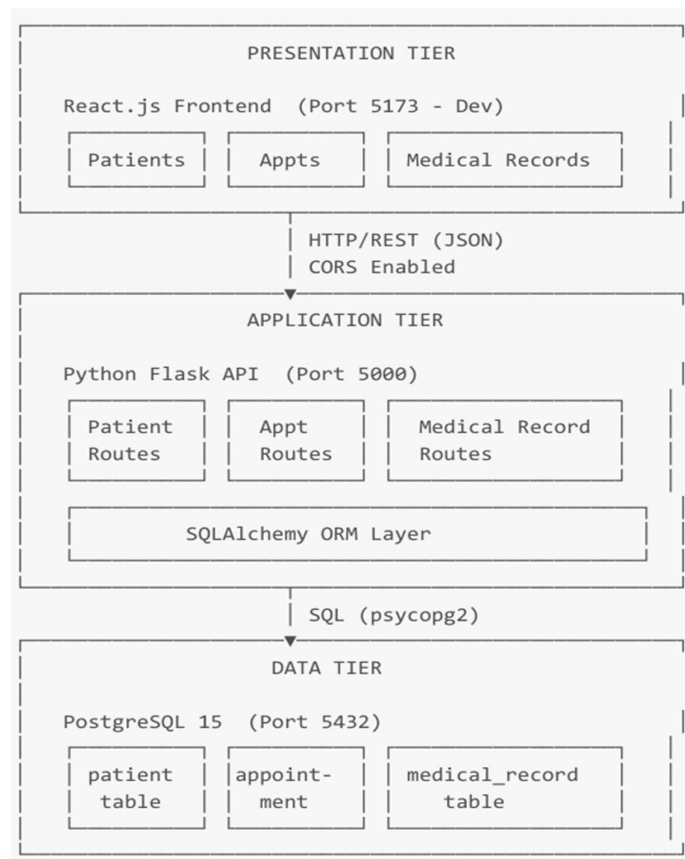 PRESENTATION TIER
React.js Frontend (Port 5173 - Dev)
Patients Appts Medical Records
HTTP/REST (JSON)
CORS Enabled
APPLICATION TIER
Python Flask API (Port 5000)
Patient Appt Medical Record
Routes Routes Routes
SQLAlchemy ORM Layer
SQL (psycopg2)
DATA TIER
PostgreSQL 15 (Port 5432)
patient appoint- medical_record
table ment table